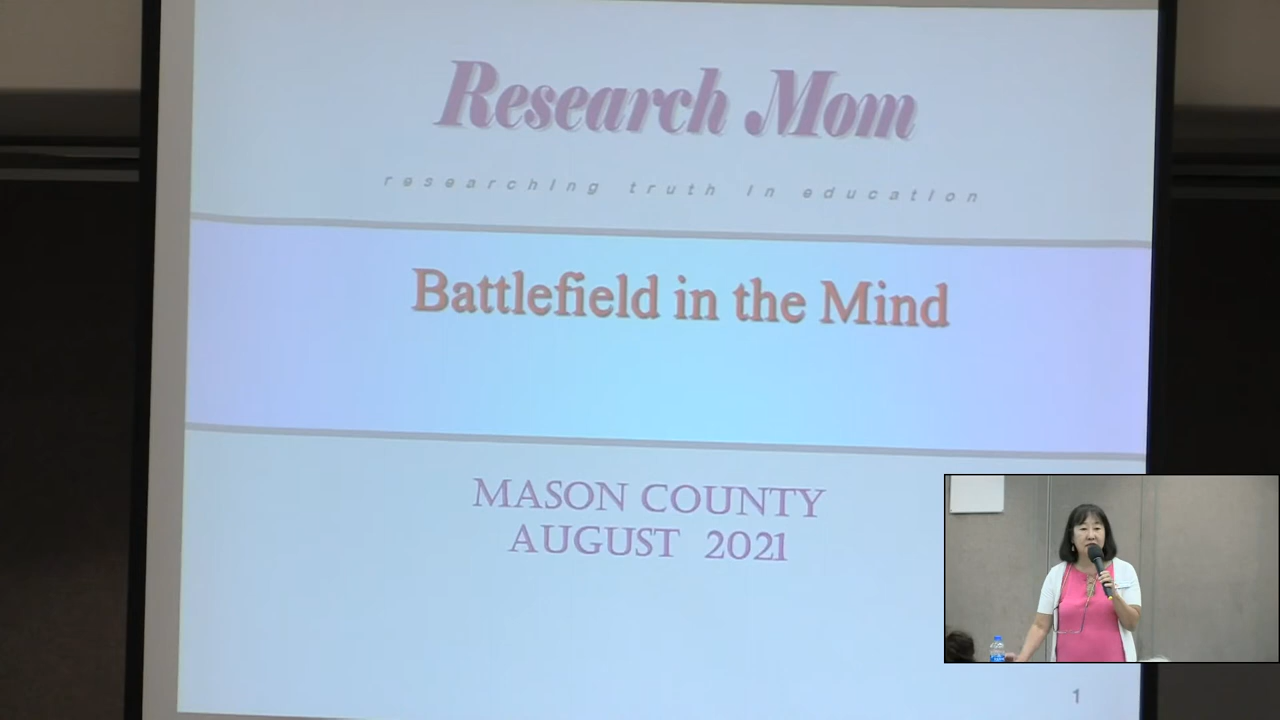 Research Mom
researching truth in education
Battlefield in the Mind
MASON COUNTY
AUGUST 2021
1